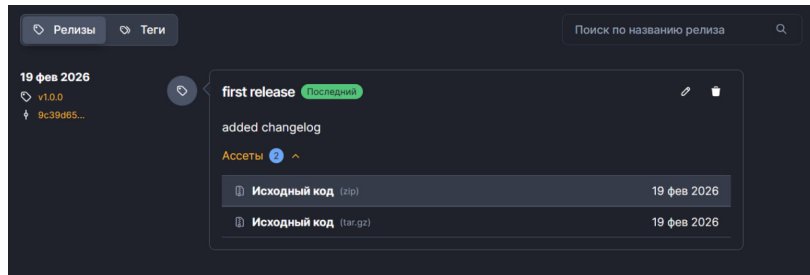 Релизы Теги Поиск по названию релиза
19 фев 2026
v1.0.0
9c39d65...
first release Последний
added changelog
Ассеты 2
Исходный код (zip) 19 фев 2026
Исходный код (tar.gz) 19 фев 2026